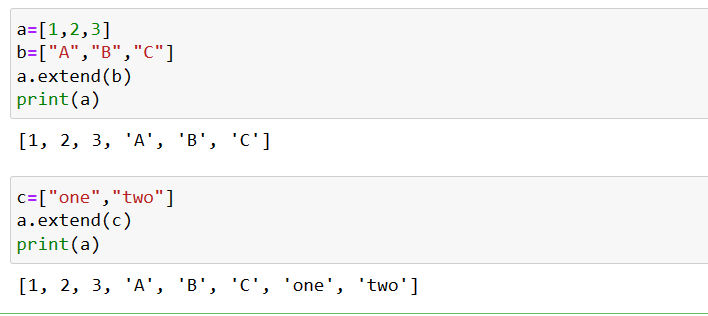 a=[1,2,3]
b=["A","B","C"]
a.extend(b)
print(a)
[1, 2, 3, 'A', 'B', 'C']
c=["one","two"]
a.extend(c)
print(a)
[1, 2, 3, 'A', 'B', 'C', 'one', 'two']